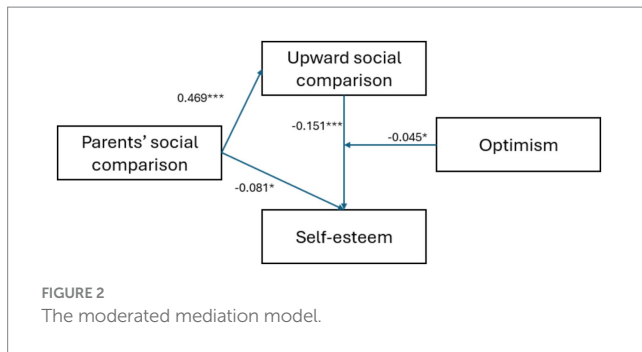 Upward social
comparison
0.469***
-0.151***
-0.045*
Optimism
Parents' social
comparison
-0.081*
Self-esteem
FIGURE 2
The moderated mediation model.